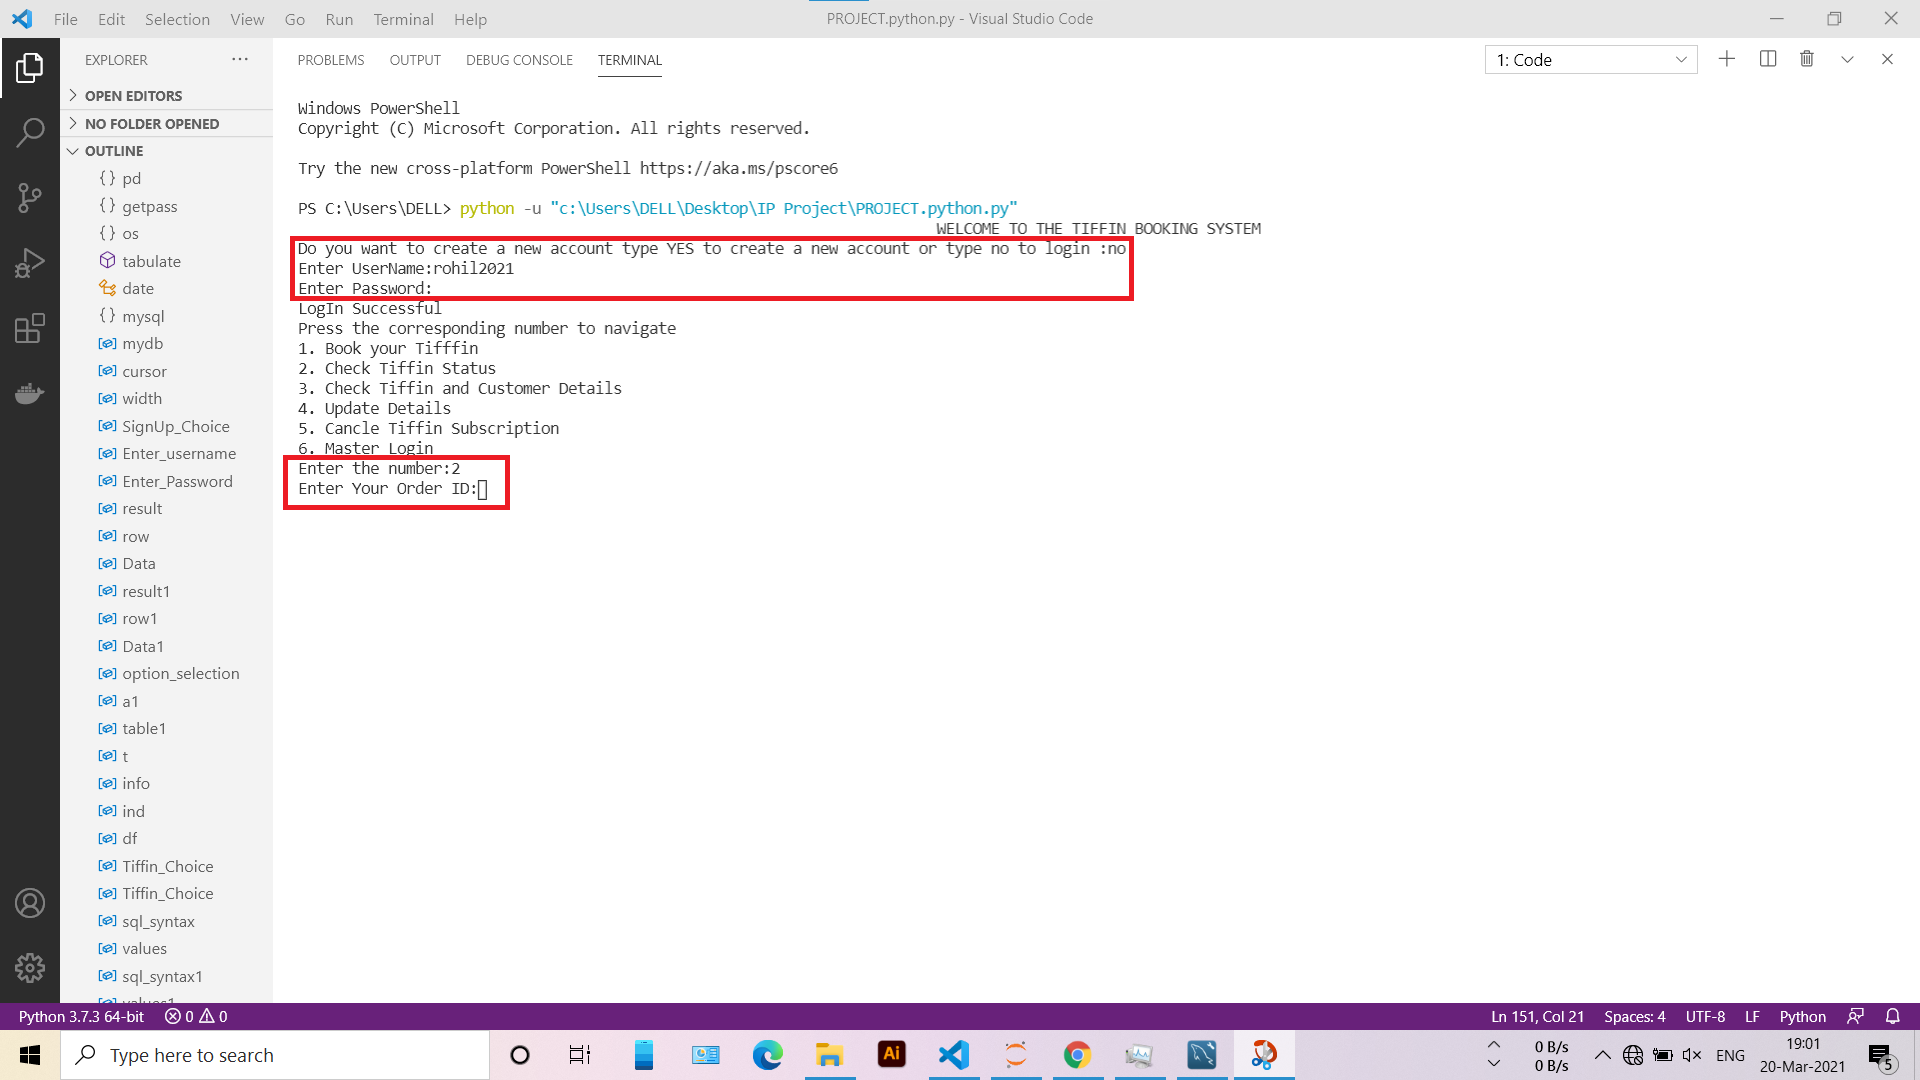 File Edit Selection View Go Run Terminal Help
PROJECT.python.py - Visual Studio Code
EXPLORER
OPEN EDITORS
NO FOLDER OPENED
OUTLINE
pd
getpass
os
tabulate
date
mysql
mydb
cursor
width
SignUp_Choice
Enter_username
Enter_Password
result
row
Data
result1
row1
Data1
option_selection
a1
table1
t
info
ind
df
Tiffin_Choice
Tiffin_Choice
sql_syntax
values
sql_syntax1
values1
PROBLEMS OUTPUT DEBUG CONSOLE TERMINAL
1: Code
Windows PowerShell
Copyright (C) Microsoft Corporation. All rights reserved.
Try the new cross-platform PowerShell https://aka.ms/pscore6
PS C:\Users\DELL> python -u "c:\Users\DELL\Desktop\IP Project\PROJECT.python.py"
WELCOME TO THE TIFFIN BOOKING SYSTEM
Do you want to create a new account type YES to create a new account or type no to login :no
Enter UserName:rohil2021
Enter Password:
LogIn Successful
Press the corresponding number to navigate
1. Book your Tifffin
2. Check Tiffin Status
3. Check Tiffin and Customer Details
4. Update Details
5. Cancle Tiffin Subscription
6. Master Login
Enter the number:2
Enter Your Order ID:
Python 3.7.3 64-bit 0 0
Ln 151, Col 21 Spaces: 4 UTF-8 LF Python
Type here to search
Ai
0 B/s
0 B/s
ENG
19:01
20-Mar-2021
5